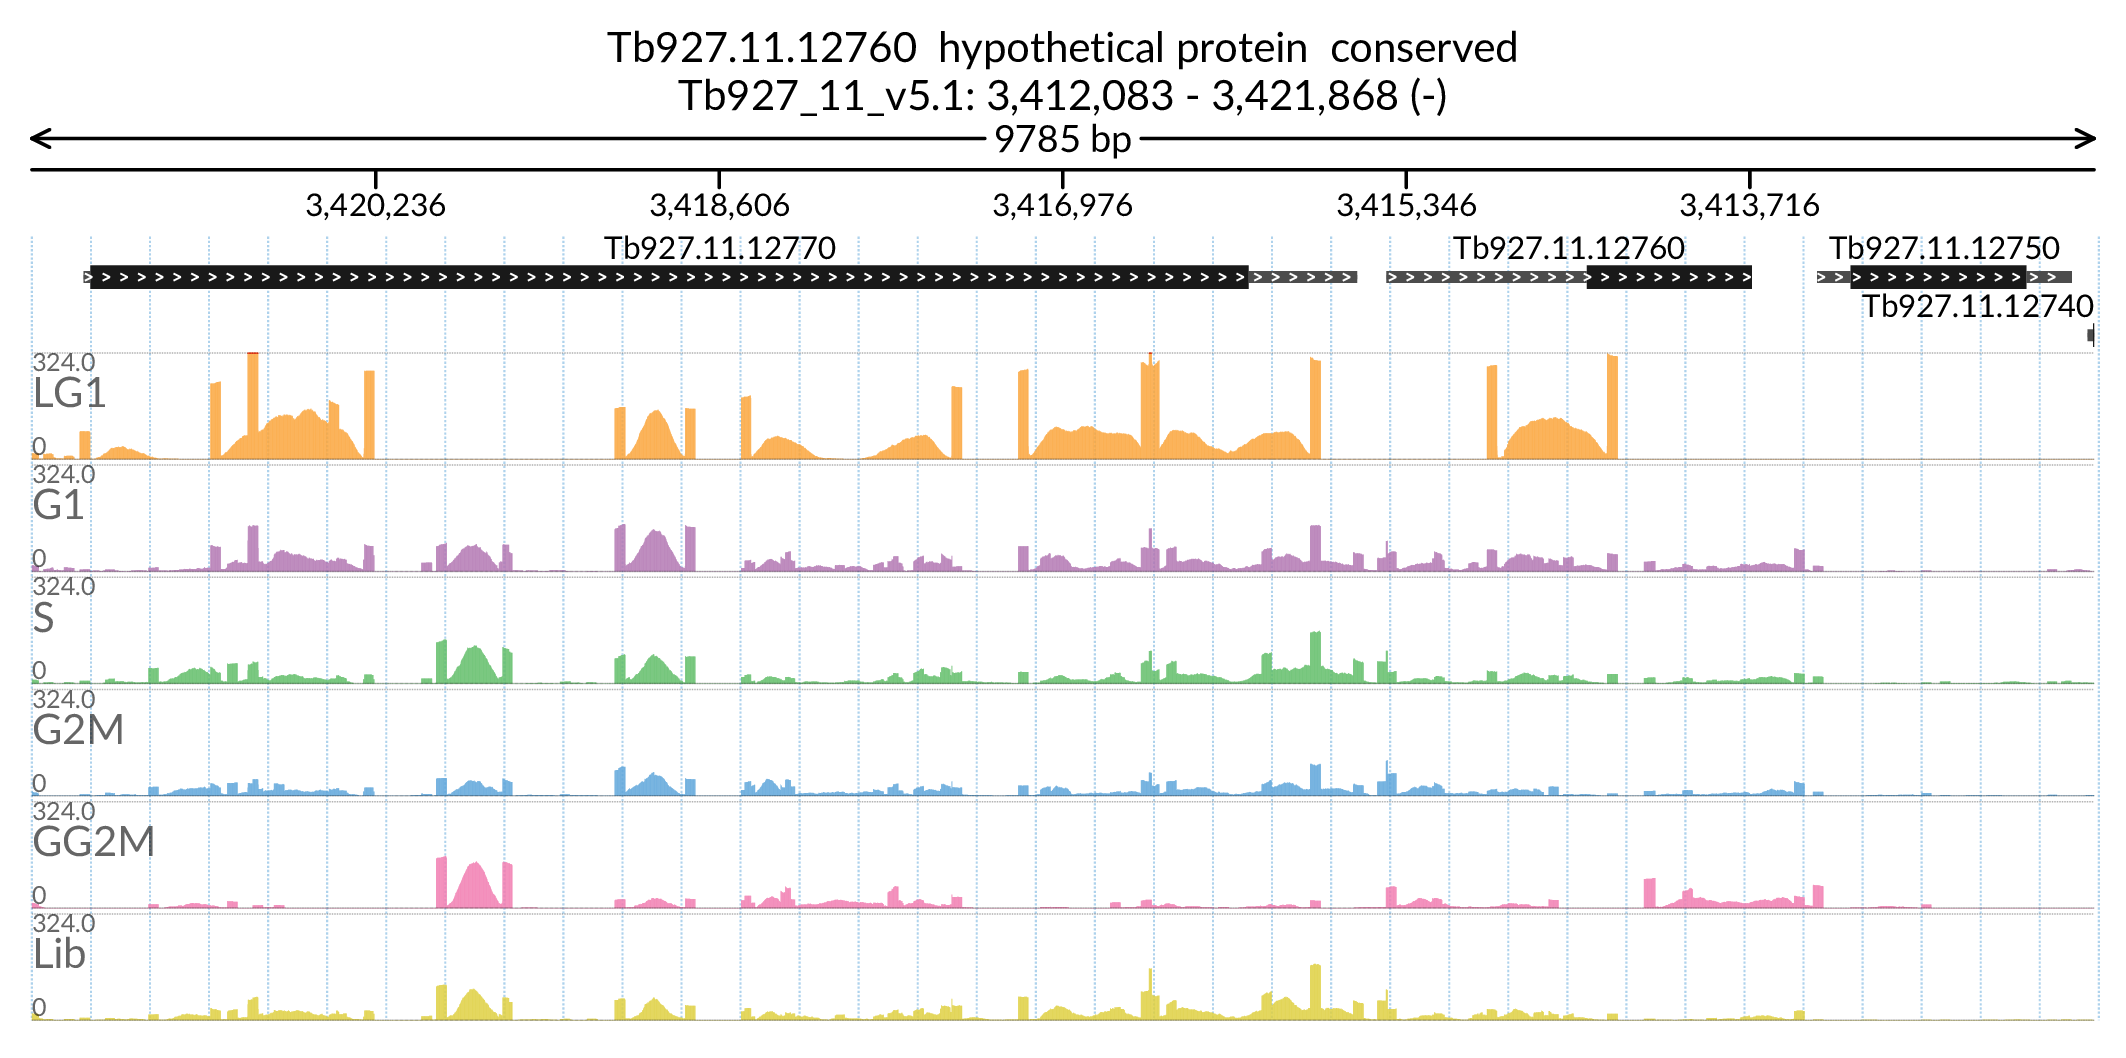 Tb927.11.12760 hypothetical protein conserved
Tb927_11_v5.1: 3,412,083 - 3,421,868 (-)
9785 bp
3,420,236 3,418,606 3,416,976 3,415,346 3,413,716
Tb927.11.12770 Tb927.11.12760 Tb927.11.12750
Tb927.11.12740
324.0
LG1
0
324.0
G1
0
324.0
S
0
324.0
G2M
0
324.0
GG2M
0
324.0
Lib
0